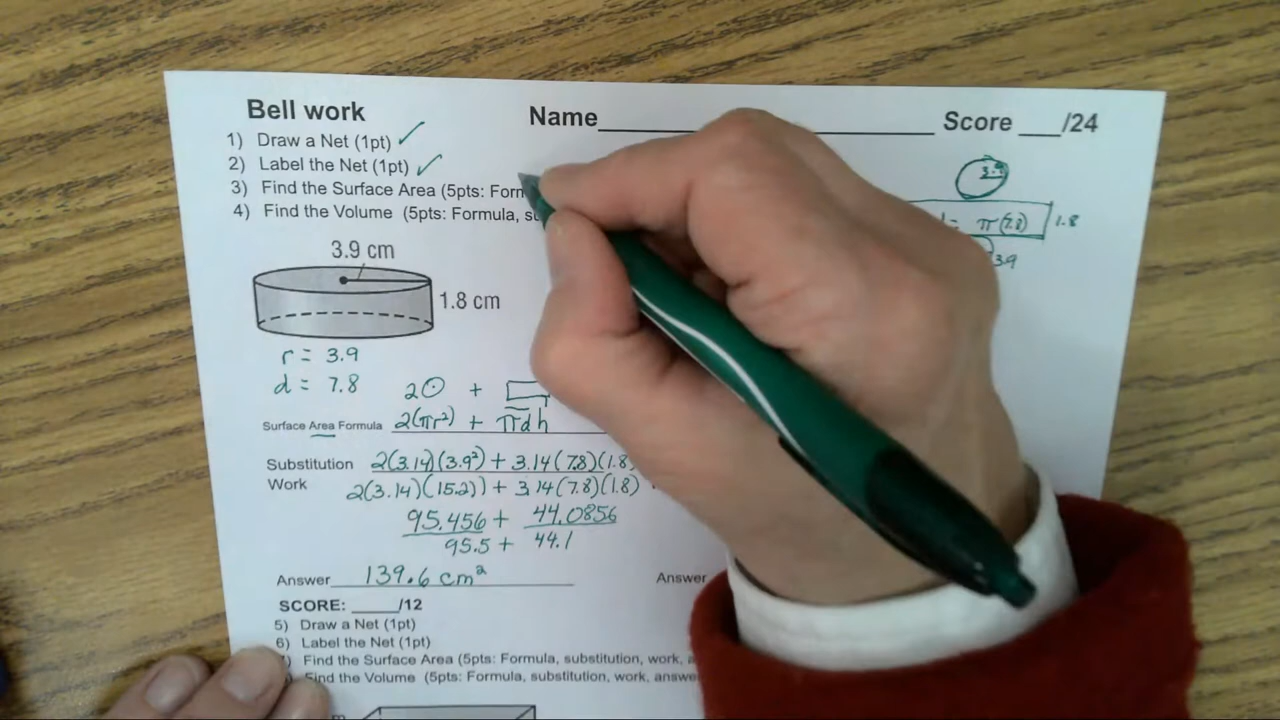 Bell work
Name Score ___/24
1) Draw a Net (1pt) ✓
2) Label the Net (1pt) ✓
3) Find the Surface Area (5pts:
4) Find the Volume (5pts: Formula,
3.9
= π(7.8) 1.8
3.9
3.9 cm
1.8 cm
r = 3.9
d = 7.8
2⊙ + ▭
Surface Area Formula 2(πr²) + πdh
Substitution 2(3.14)(3.9²) + 3.14(7.8)(1.8)
Work 2(3.14)(15.2)) + 3.14(7.8)(1.8)
95.456 + 44.0856
95.5 + 44.1
Answer 139.6 cm² Answer
SCORE: _____/12
5) Draw a Net (1pt)
6) Label the Net (1pt)
Find the Surface Area (5pts: Formula, substitution, work,
Find the Volume (5pts: Formula, substitution, work, answe